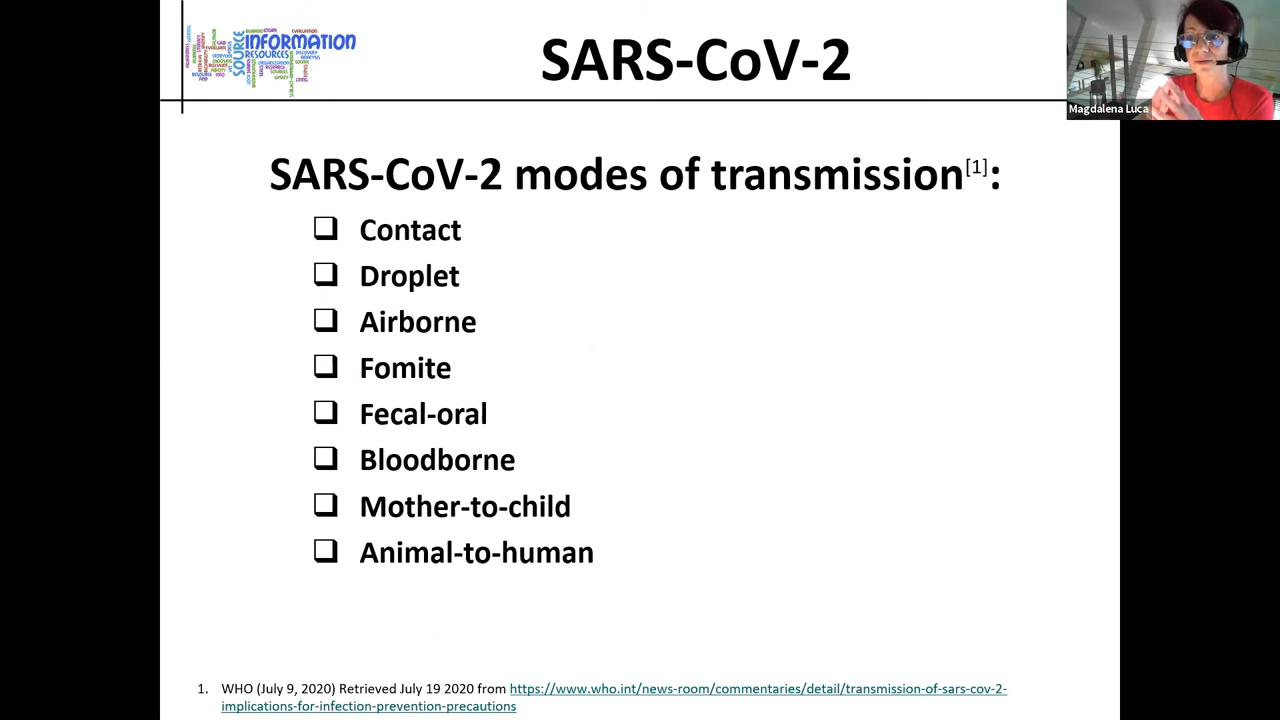 SOURCE
INFORMATION
RESOURCES
SARS-CoV-2
Magdalena Luca
SARS-CoV-2 modes of transmission[1]:
❑ Contact
❑ Droplet
❑ Airborne
❑ Fomite
❑ Fecal-oral
❑ Bloodborne
❑ Mother-to-child
❑ Animal-to-human
1. WHO (July 9, 2020) Retrieved July 19 2020 from https://www.who.int/news-room/commentaries/detail/transmission-of-sars-cov-2-
implications-for-infection-prevention-precautions